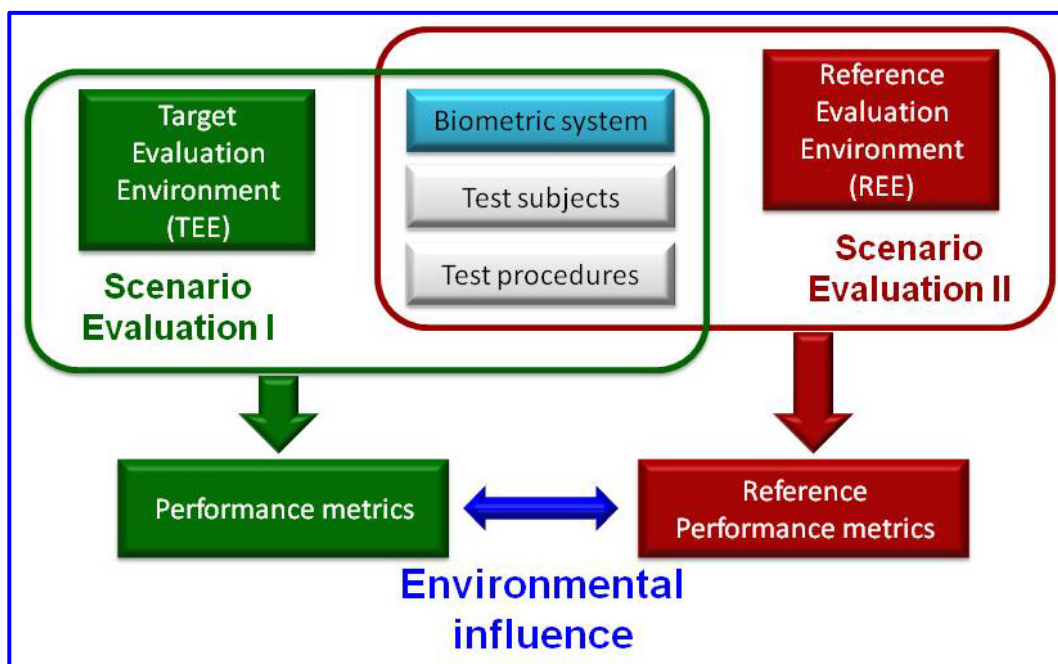 Target
Evaluation
Environment
(TEE)
Scenario
Evaluation I
Biometric system
Test subjects
Test procedures
Reference
Evaluation
Environment
(REE)
Scenario
Evaluation II
Performance metrics
Reference
Performance metrics
Environmental
influence